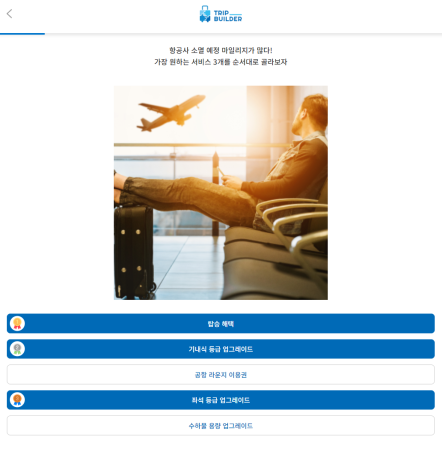 TRIP
BUILDER
항공사 소멸 예정 마일리지가 많다!
가장 원하는 서비스 3개를 순서대로 골라보자
탑승 혜택
기내식 등급 업그레이드
공항 라운지 이용권
좌석 등급 업그레이드
수하물 용량 업그레이드